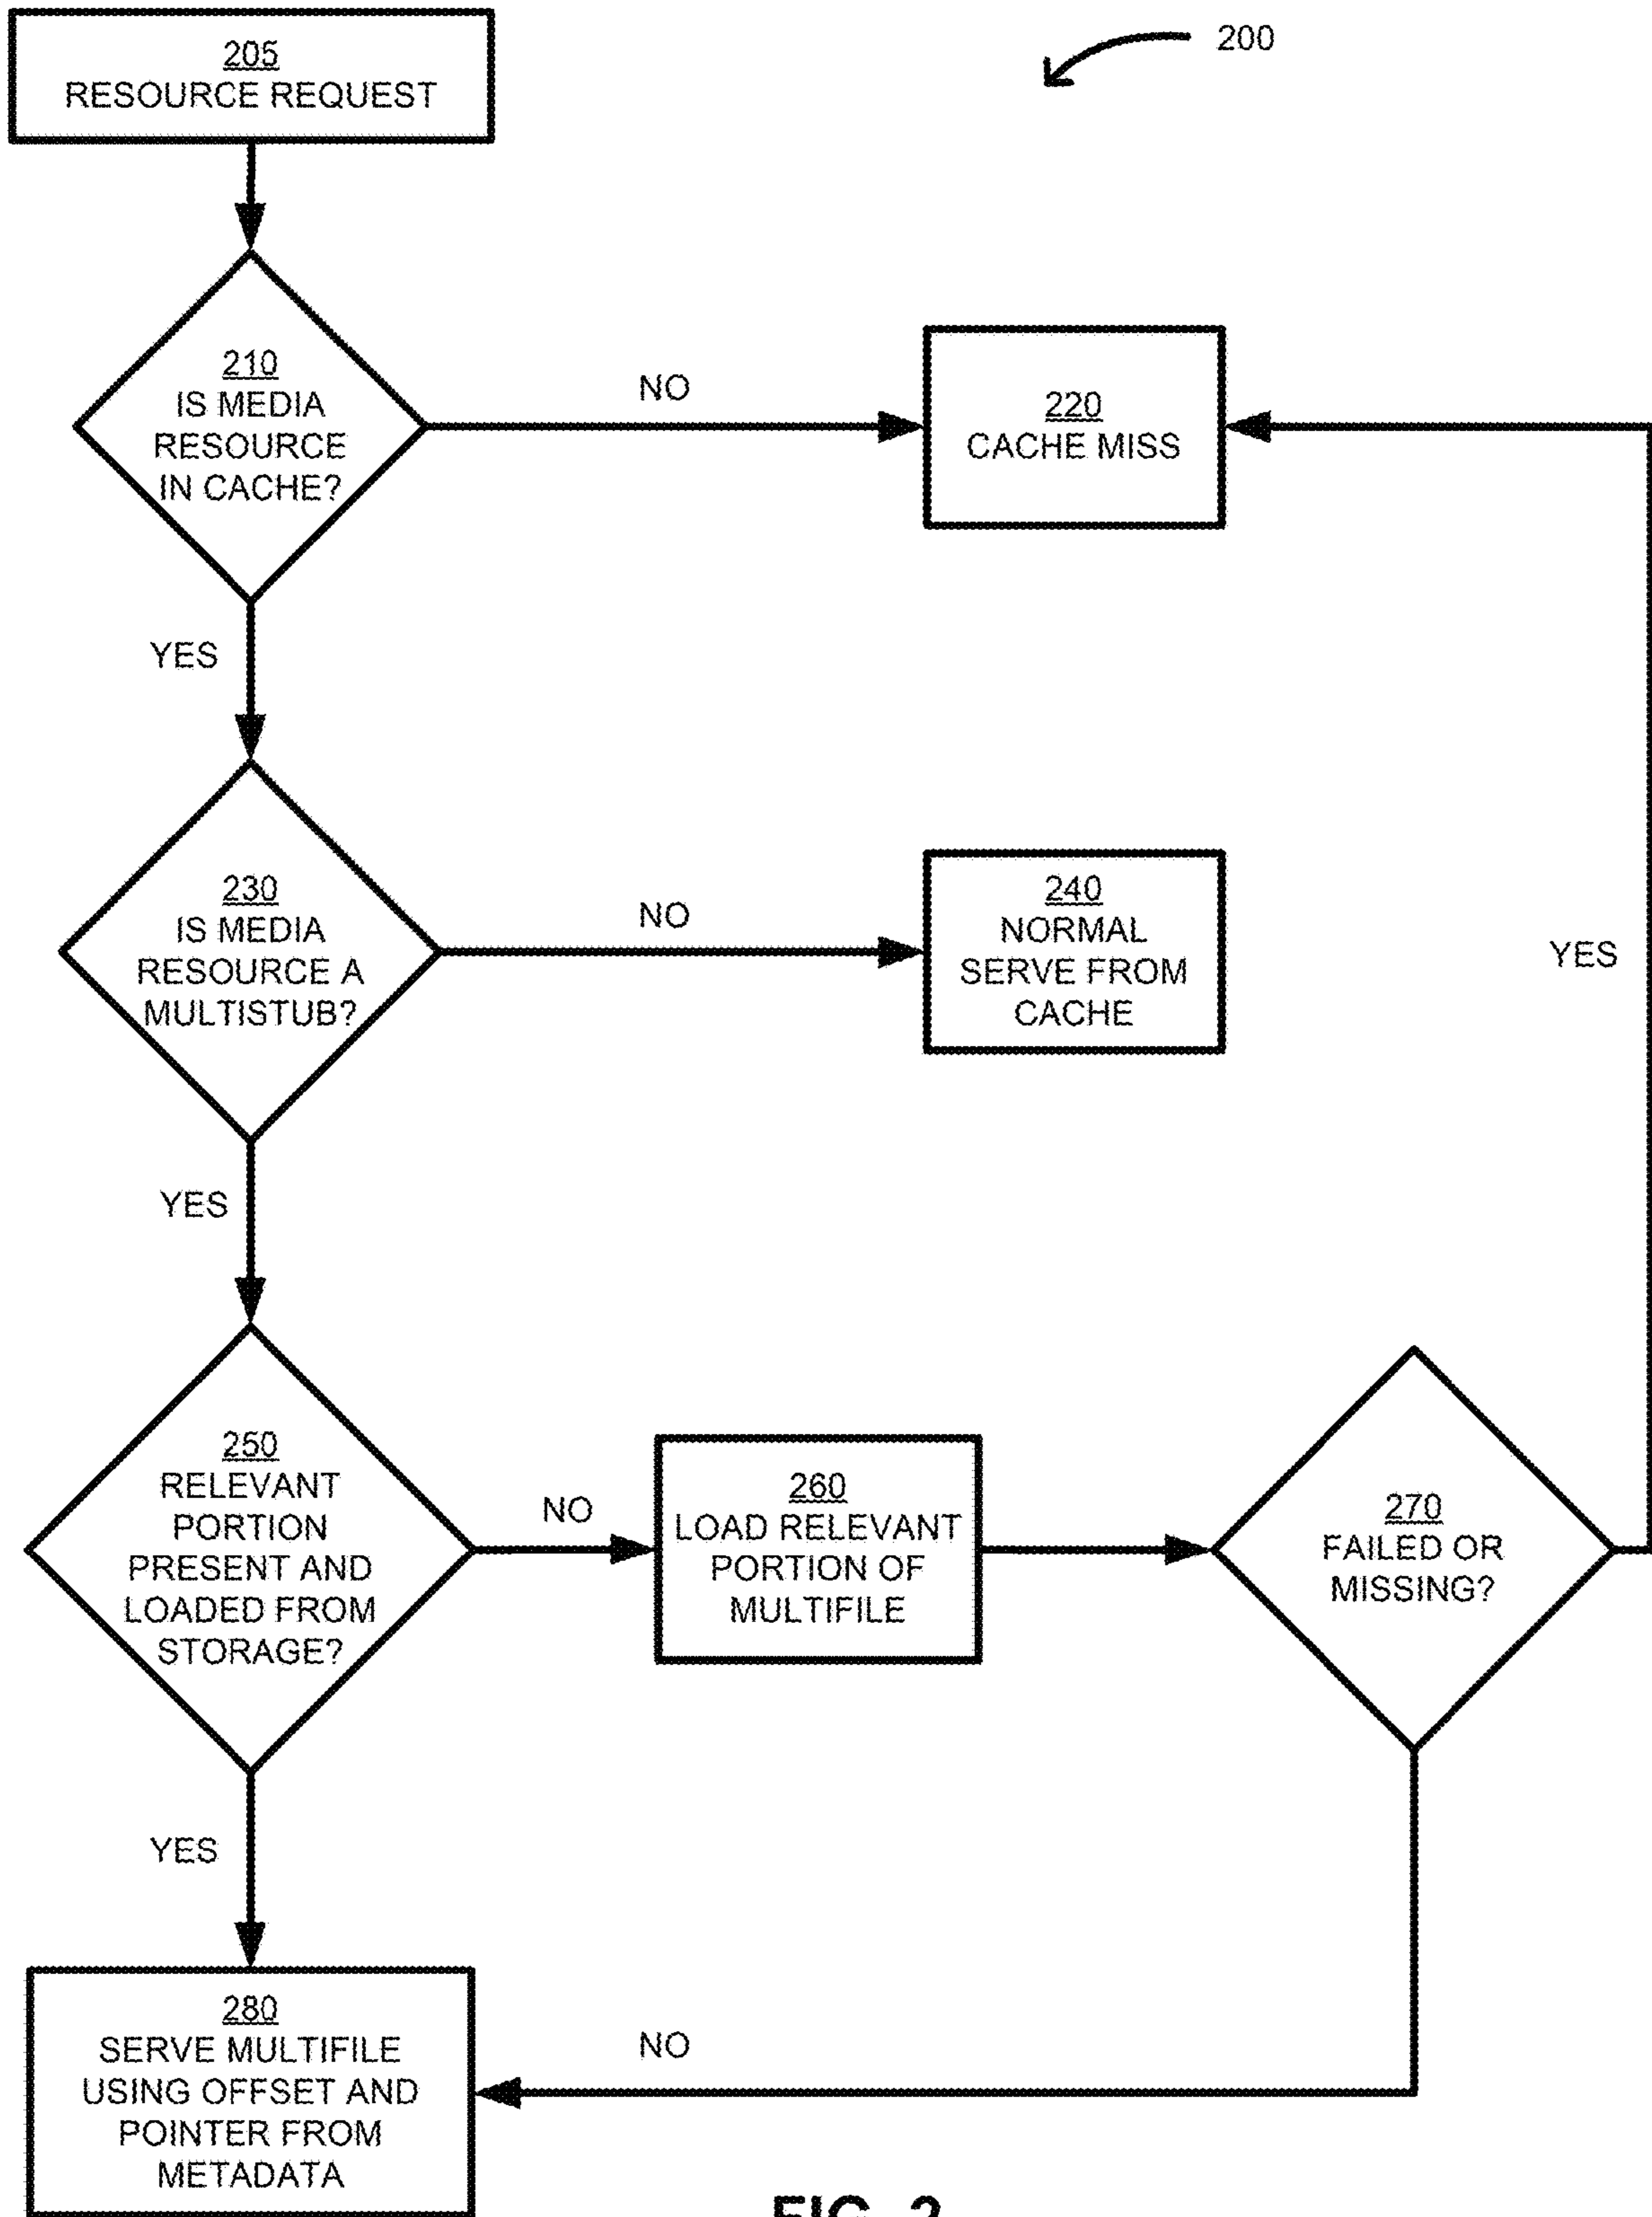 205
RESOURCE REQUEST
200
210
IS MEDIA
RESOURCE
IN CACHE?
NO
220
CACHE MISS
YES
230
IS MEDIA
RESOURCE A
MULTISTUB?
NO
240
NORMAL
SERVE FROM
CACHE
YES
YES
250
RELEVANT
PORTION
PRESENT AND
LOADED FROM
STORAGE?
NO
260
LOAD RELEVANT
PORTION OF
MULTIFILE
270
FAILED OR
MISSING?
YES
280
SERVE MULTIFILE
USING OFFSET AND
POINTER FROM
METADATA
NO
FIG. 2